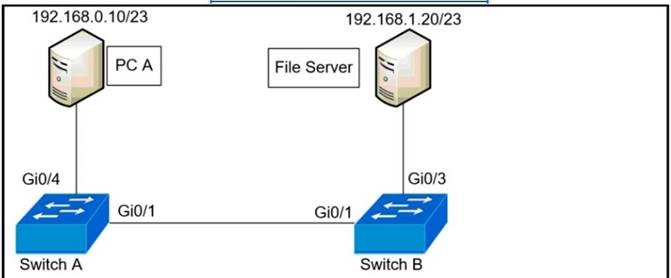 192.168.0.10/23
192.168.1.20/23
PC A
File Server
Gi0/4
Gi0/3
Gi0/1
Gi0/1
Switch A
Switch B